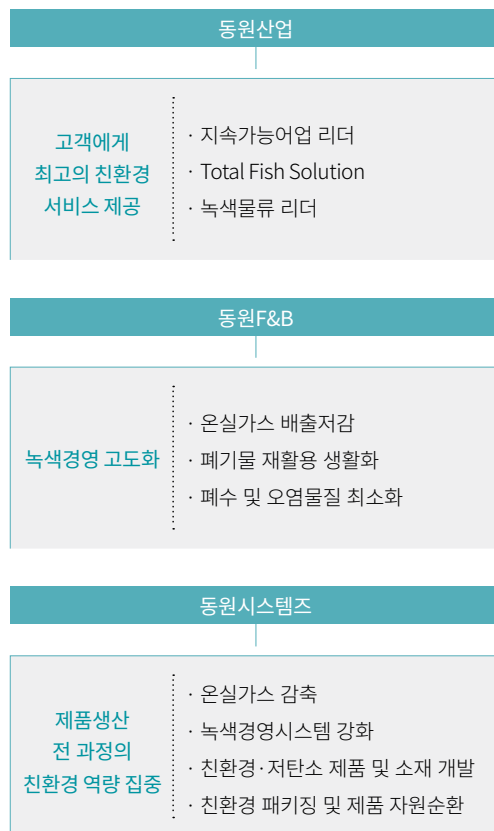 동원산업
고객에게
최고의 친환경
서비스 제공
· 지속가능어업 리더
· Total Fish Solution
· 녹색물류 리더
동원F&B
녹색경영 고도화
· 온실가스 배출저감
· 폐기물 재활용 생활화
· 폐수 및 오염물질 최소화
동원시스템즈
제품생산
전 과정의
친환경 역량 집중
· 온실가스 감축
· 녹색경영시스템 강화
· 친환경·저탄소 제품 및 소재 개발
· 친환경 패키징 및 제품 자원순환